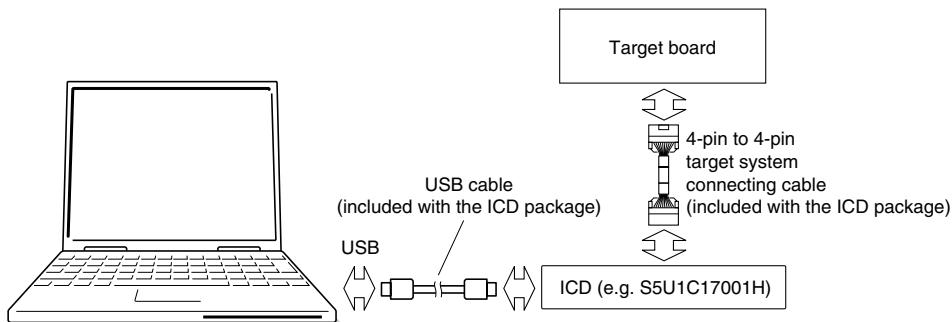 Target board
4-pin to 4-pin
target system
connecting cable
(included with the ICD package)
USB cable
(included with the ICD package)
USB
ICD (e.g. S5U1C17001H)